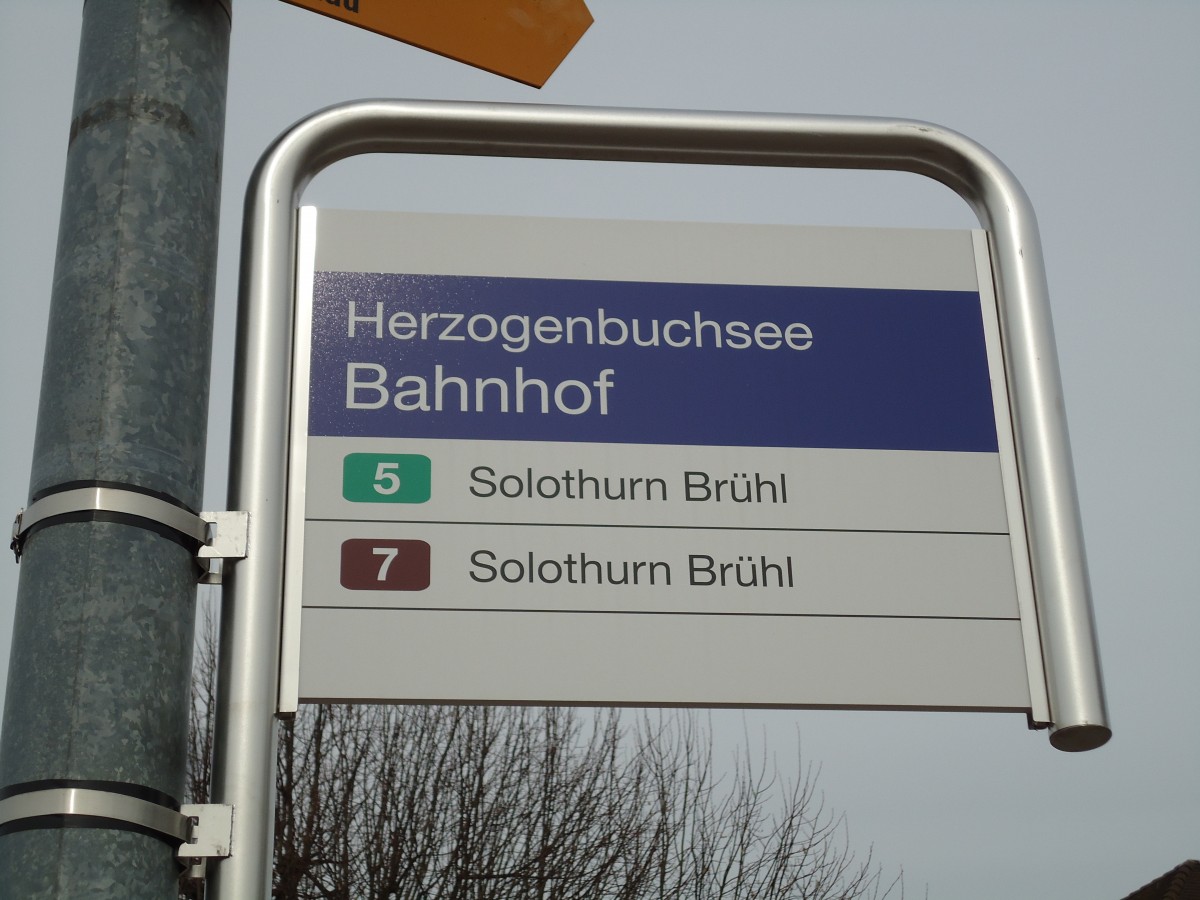 Herzogenbuchsee
Bahnhof
5 Solothurn Brühl
7 Solothurn Brühl